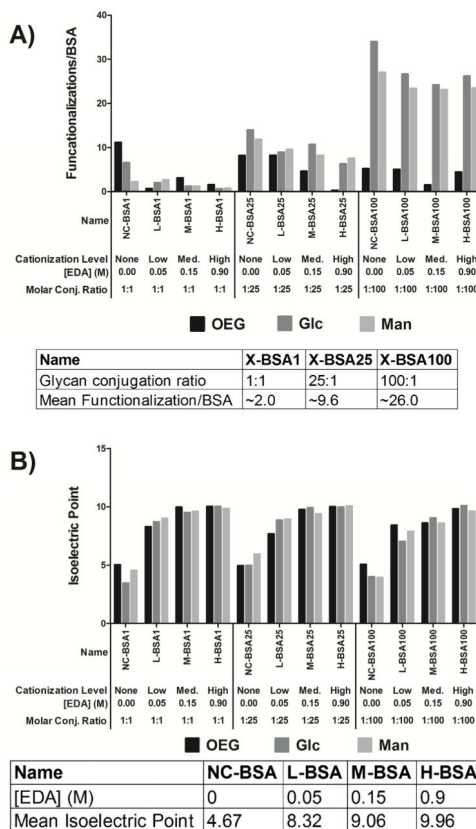 A)
Funcationalizations/BSA
40
30
20
10
0
Name
NC-BSA1 L-BSA1 M-BSA1 H-BSA1 NC-BSA25 L-BSA25 M-BSA25 H-BSA25 NC-BSA100 L-BSA100 M-BSA100 H-BSA100
Cationization Level None Low Med. High None Low Med. High None Low Med. High
[EDA] (M) 0.00 0.05 0.15 0.90 0.00 0.05 0.15 0.90 0.00 0.05 0.15 0.90
Molar Conj. Ratio 1:1 1:1 1:1 1:1 1:25 1:25 1:25 1:25 1:100 1:100 1:100 1:100
OEG Glc Man
Name X-BSA1 X-BSA25 X-BSA100
Glycan conjugation ratio 1:1 25:1 100:1
Mean Functionalization/BSA ~2.0 ~9.6 ~26.0
B)
Isoelectric Point
15
10
5
0
Name
NC-BSA1 L-BSA1 M-BSA1 H-BSA1 NC-BSA25 L-BSA25 M-BSA25 H-BSA25 NC-BSA100 L-BSA100 M-BSA100 H-BSA100
Cationization Level None Low Med. High None Low Med. High None Low Med. High
[EDA] (M) 0.00 0.05 0.15 0.90 0.00 0.05 0.15 0.90 0.00 0.05 0.15 0.90
Molar Conj. Ratio 1:1 1:1 1:1 1:1 1:25 1:25 1:25 1:25 1:100 1:100 1:100 1:100
OEG Glc Man
Name NC-BSA L-BSA M-BSA H-BSA
[EDA] (M) 0 0.05 0.15 0.9
Mean Isoelectric Point 4.67 8.32 9.06 9.96